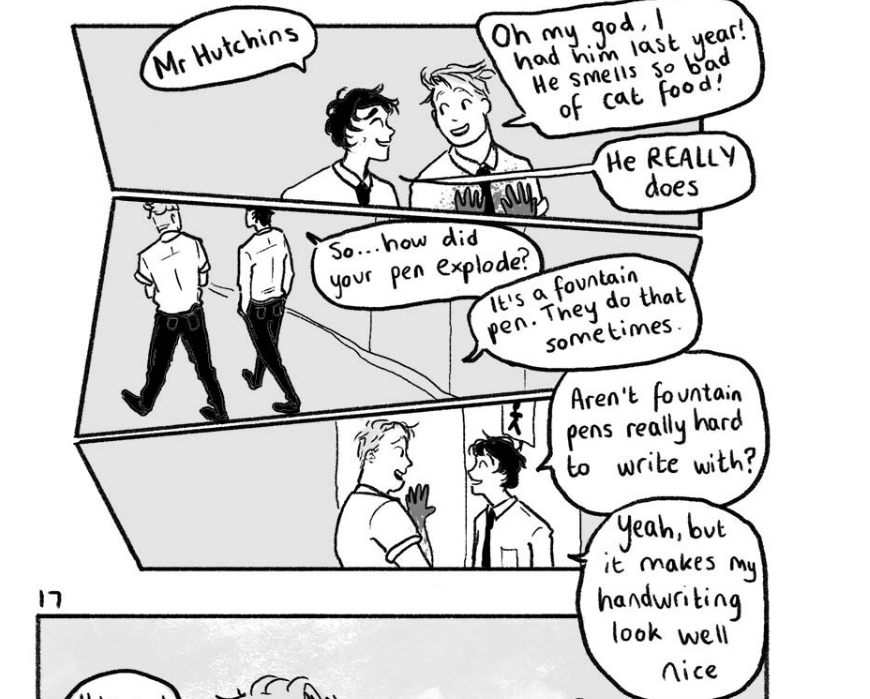 Mr Hutchins
Oh my god, I
had him last year!
He smells so bad
of cat food!
He REALLY
does
So...how did
your pen explode?
It's a fountain
pen. They do that
sometimes.
Aren't fountain
pens really hard
to write with?
Yeah, but
it makes my
handwriting
look well
nice
17